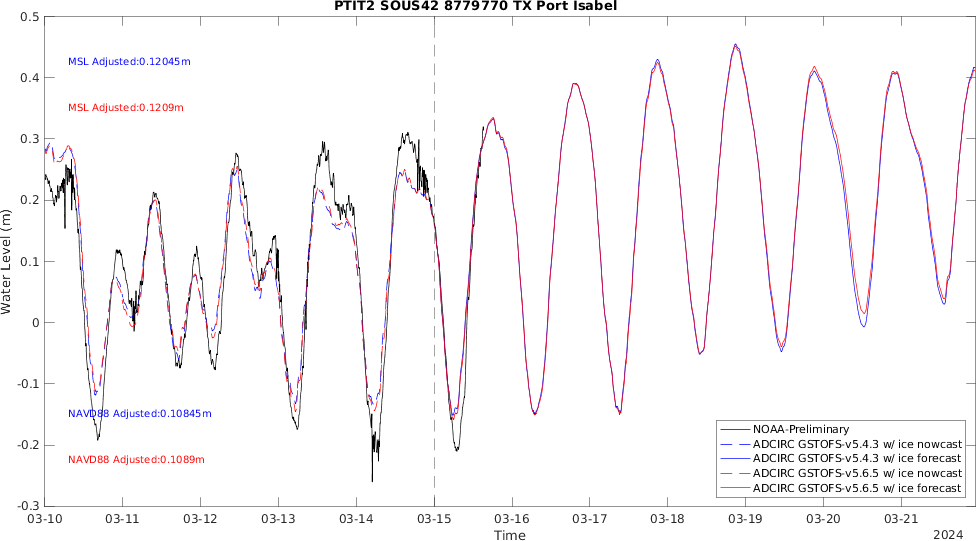 PTIT2 SOUS42 8779770 TX Port Isabel
0.5
0.4
0.3
0.2
0.1
0
-0.1
-0.2
-0.3
Water Level (m)
MSL Adjusted:0.12045m
MSL Adjusted:0.1209m
NAVD88 Adjusted:0.10845m
NAVD88 Adjusted:0.1089m
NOAA-Preliminary
ADCIRC GSTOFS-v5.4.3 w/ ice nowcast
ADCIRC GSTOFS-v5.4.3 w/ ice forecast
ADCIRC GSTOFS-v5.6.5 w/ ice nowcast
ADCIRC GSTOFS-v5.6.5 w/ ice forecast
03-10 03-11 03-12 03-13 03-14 03-15 03-16 03-17 03-18 03-19 03-20 03-21
Time
2024